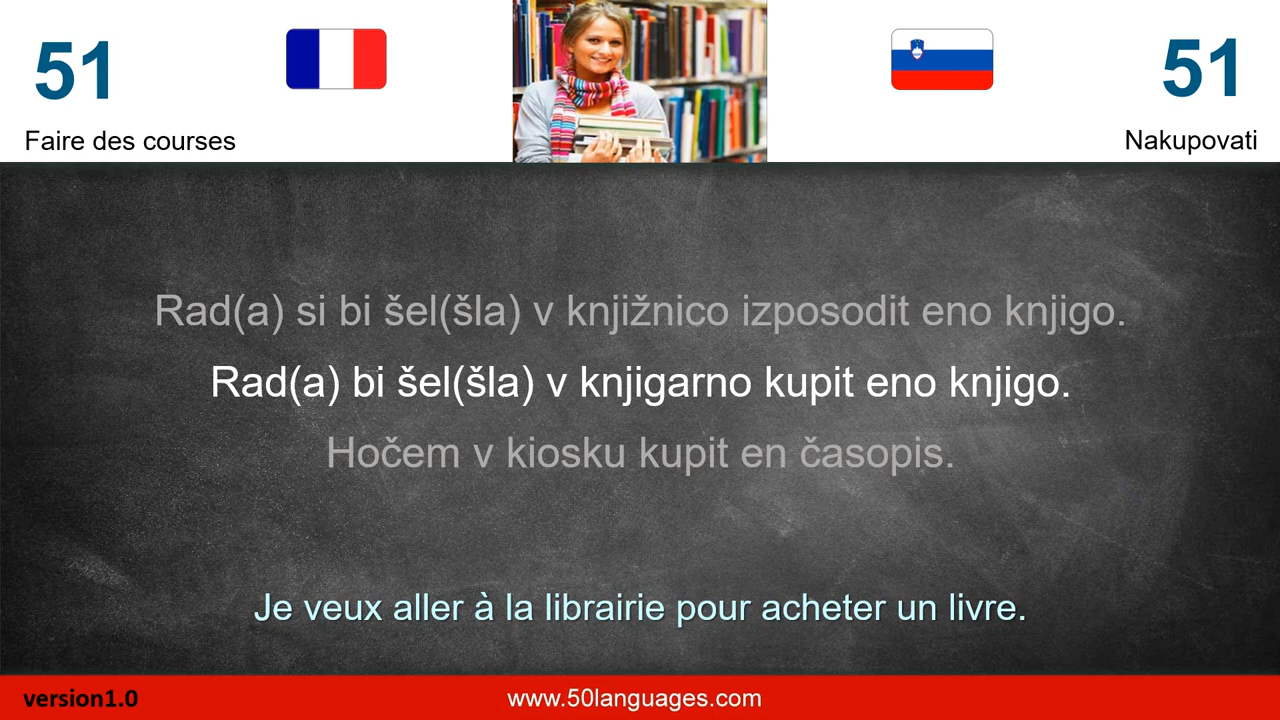 51
51
Faire des courses
Nakupovati
Rad(a) si bi šel(šla) v knjižnico izposodit eno knjigo.
Rad(a) bi šel(šla) v knjigarno kupit eno knjigo.
Hočem v kiosku kupit en časopis.
Je veux aller à la librairie pour acheter un livre.
version1.0
www.50languages.com